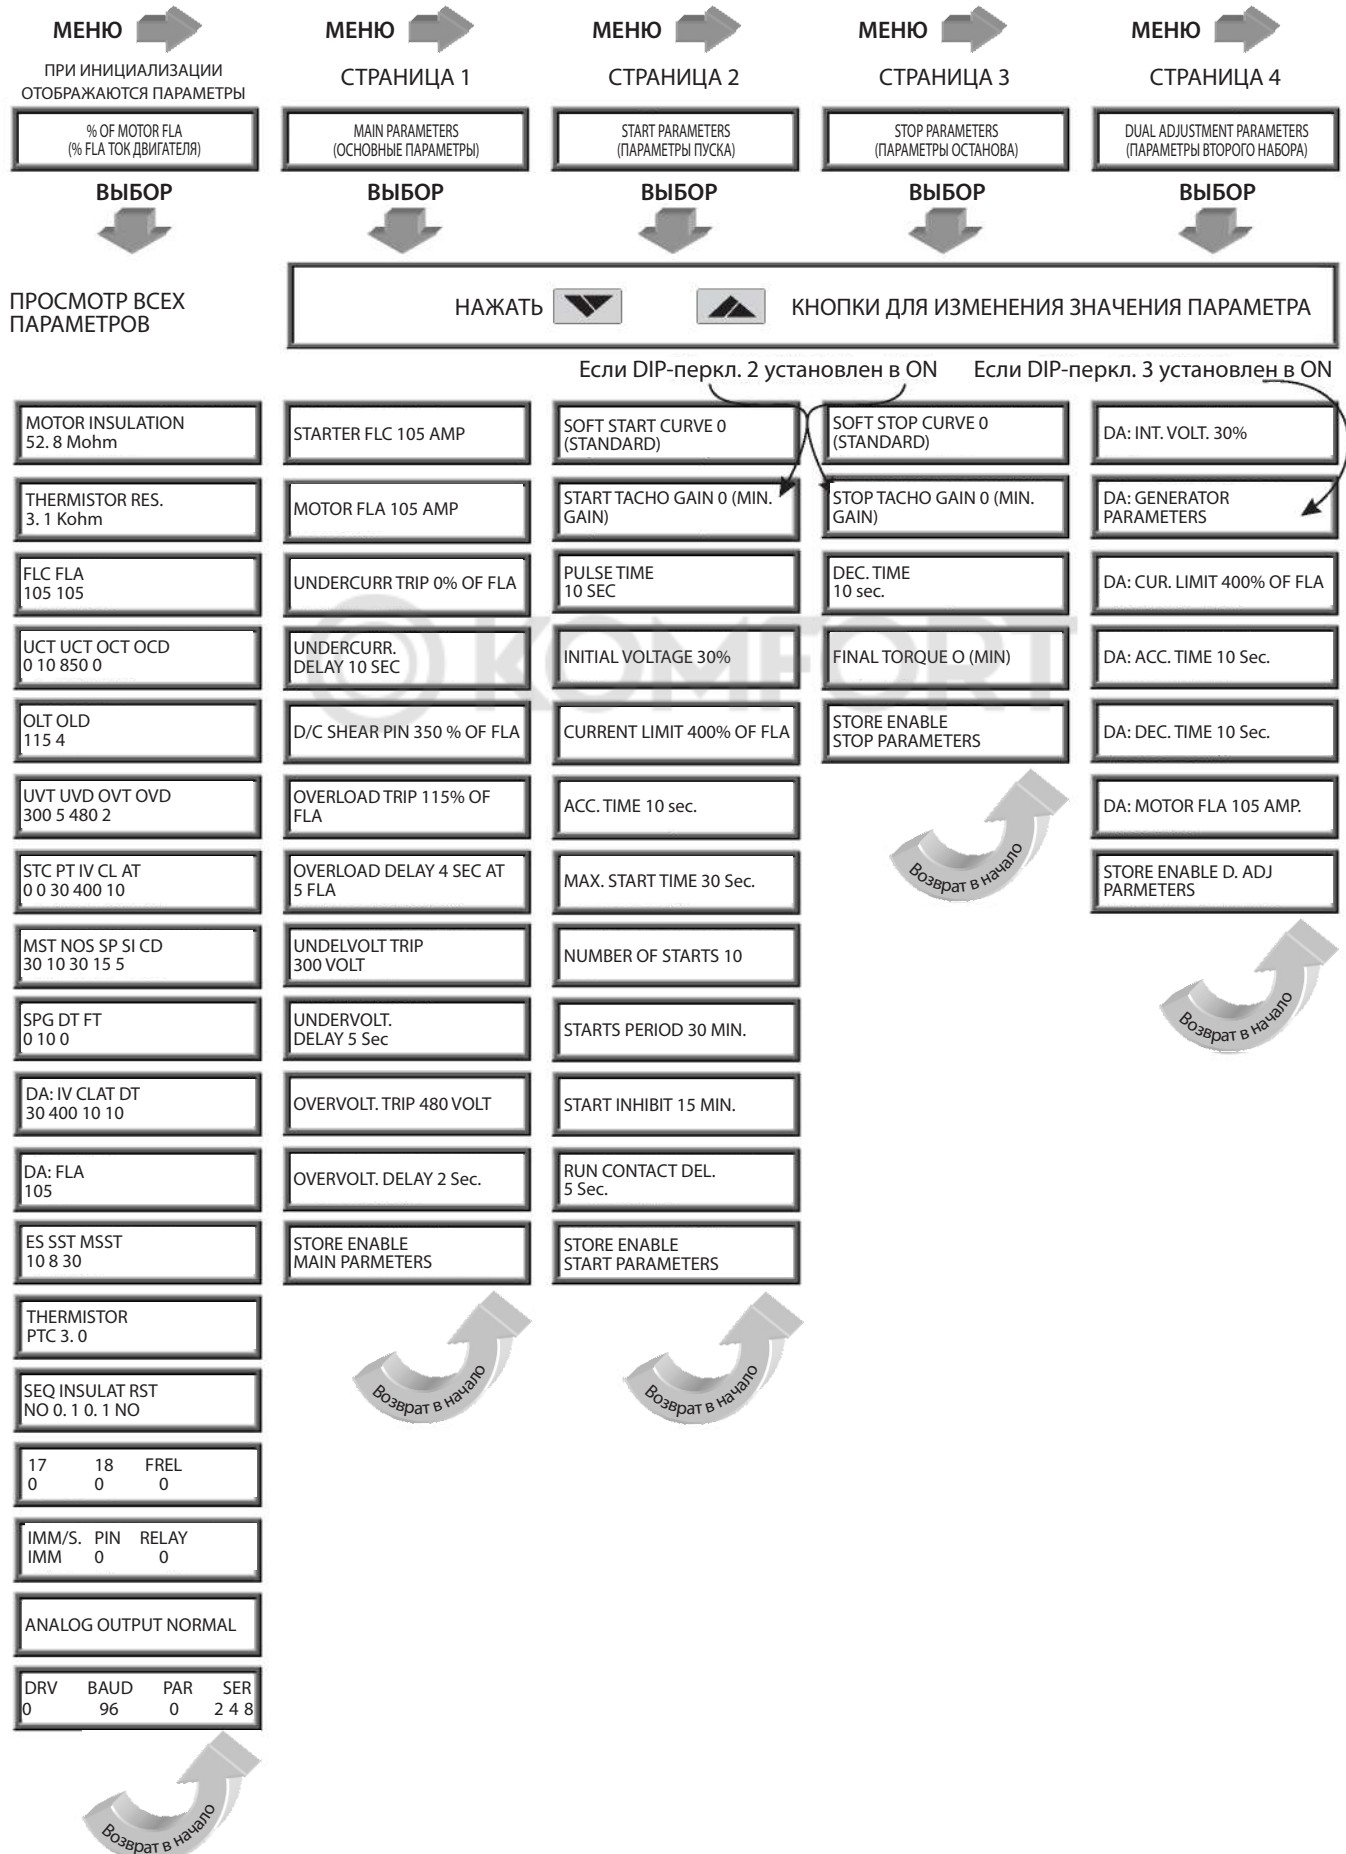 МЕНЮ
ПРИ ИНИЦИАЛИЗАЦИИ
ОТОБРАЖАЮТСЯ ПАРАМЕТРЫ
% OF MOTOR FLA
(% FLA ТОК ДВИГАТЕЛЯ)
ВЫБОР
МЕНЮ
СТРАНИЦА 1
MAIN PARAMETERS
(ОСНОВНЫЕ ПАРАМЕТРЫ)
ВЫБОР
МЕНЮ
СТРАНИЦА 2
START PARAMETERS
(ПАРАМЕТРЫ ПУСКА)
ВЫБОР
МЕНЮ
СТРАНИЦА 3
STOP PARAMETERS
(ПАРАМЕТРЫ ОСТАНОВА)
ВЫБОР
МЕНЮ
СТРАНИЦА 4
DUAL ADJUSTMENT PARAMETERS
(ПАРАМЕТРЫ ВТОРОГО НАБОРА)
ВЫБОР
ПРОСМОТР ВСЕХ
ПАРАМЕТРОВ
НАЖАТЬ КНОПКИ ДЛЯ ИЗМЕНЕНИЯ ЗНАЧЕНИЯ ПАРАМЕТРА
Если DIP-перкл. 2 установлен в ON
Если DIP-перкл. 3 установлен в ON
MOTOR INSULATION
52. 8 Mohm
THERMISTOR RES.
3. 1 Kohm
FLC FLA
105 105
UCT UCT OCT OCD
0 10 850 0
OLT OLD
115 4
UVT UVD OVT OVD
300 5 480 2
STC PT IV CL AT
0 0 30 400 10
MST NOS SP SI CD
30 10 30 15 5
SPG DT FT
0 10 0
DA: IV CLAT DT
30 400 10 10
DA: FLA
105
ES SST MSST
10 8 30
THERMISTOR
PTC 3. 0
SEQ INSULAT RST
NO 0. 1 0. 1 NO
17 18 FREL
0 0 0
IMM/S. PIN RELAY
IMM 0 0
ANALOG OUTPUT NORMAL
DRV BAUD PAR SER
0 96 0 2 4 8
Возврат в начало
STARTER FLC 105 AMP
MOTOR FLA 105 AMP
UNDERCURR TRIP 0% OF FLA
UNDERCURR.
DELAY 10 SEC
D/C SHEAR PIN 350 % OF FLA
OVERLOAD TRIP 115% OF
FLA
OVERLOAD DELAY 4 SEC AT
5 FLA
UNDELVOLT TRIP
300 VOLT
UNDERVOLT.
DELAY 5 Sec
OVERVOLT. TRIP 480 VOLT
OVERVOLT. DELAY 2 Sec.
STORE ENABLE
MAIN PARMETERS
Возврат в начало
SOFT START CURVE 0
(STANDARD)
START TACHO GAIN 0 (MIN.
GAIN)
PULSE TIME
10 SEC
INITIAL VOLTAGE 30%
CURRENT LIMIT 400% OF FLA
ACC. TIME 10 sec.
MAX. START TIME 30 Sec.
NUMBER OF STARTS 10
STARTS PERIOD 30 MIN.
START INHIBIT 15 MIN.
RUN CONTACT DEL.
5 Sec.
STORE ENABLE
START PARAMETERS
Возврат в начало
SOFT STOP CURVE 0
(STANDARD)
STOP TACHO GAIN 0 (MIN.
GAIN)
DEC. TIME
10 sec.
FINAL TORQUE O (MIN)
STORE ENABLE
STOP PARAMETERS
Возврат в начало
DA: INT. VOLT. 30%
DA: GENERATOR
PARAMETERS
DA: CUR. LIMIT 400% OF FLA
DA: ACC. TIME 10 Sec.
DA: DEC. TIME 10 Sec.
DA: MOTOR FLA 105 AMP.
STORE ENABLE D. ADJ
PARMETERS
Возврат в начало
KOMFORT